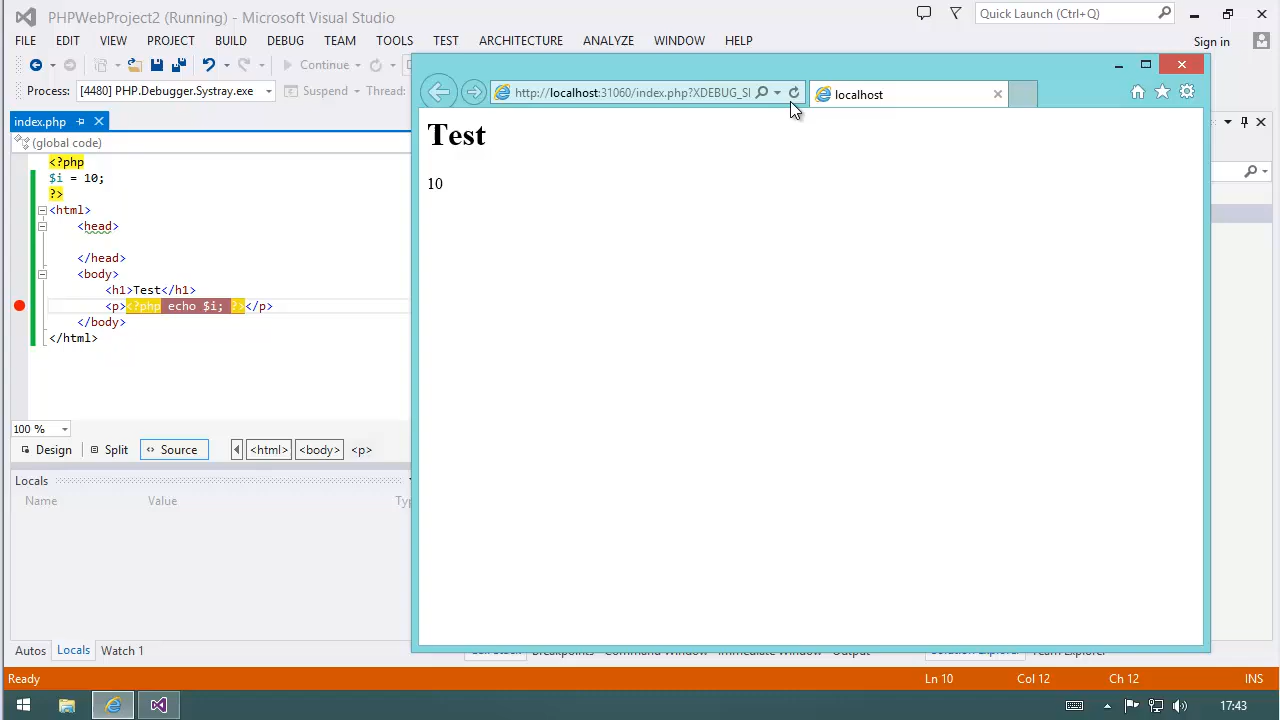 PHPWebProject2 (Running) - Microsoft Visual Studio
Quick Launch (Ctrl+Q)
FILE EDIT VIEW PROJECT BUILD DEBUG TEAM TOOLS TEST ARCHITECTURE ANALYZE WINDOW HELP
Sign in
Continue
Process: [4480] PHP.Debugger.Systray.exe Suspend Thread:
http://localhost:31060/index.php?XDEBUG_SI
localhost
index.php
(global code)
<?php
$i = 10;
?>
<html>
<head>
</head>
<body>
<h1>Test</h1>
<p><?php echo $i; ?></p>
</body>
</html>
Test
10
100 %
Design Split Source <html> <body> <p>
Locals
Name Value Ty
Autos Locals Watch 1
Call Stack Breakpoints Command Window Immediate Window Output Solution Explorer Team Explorer
Ready Ln 10 Col 12 Ch 12 INS
17:43